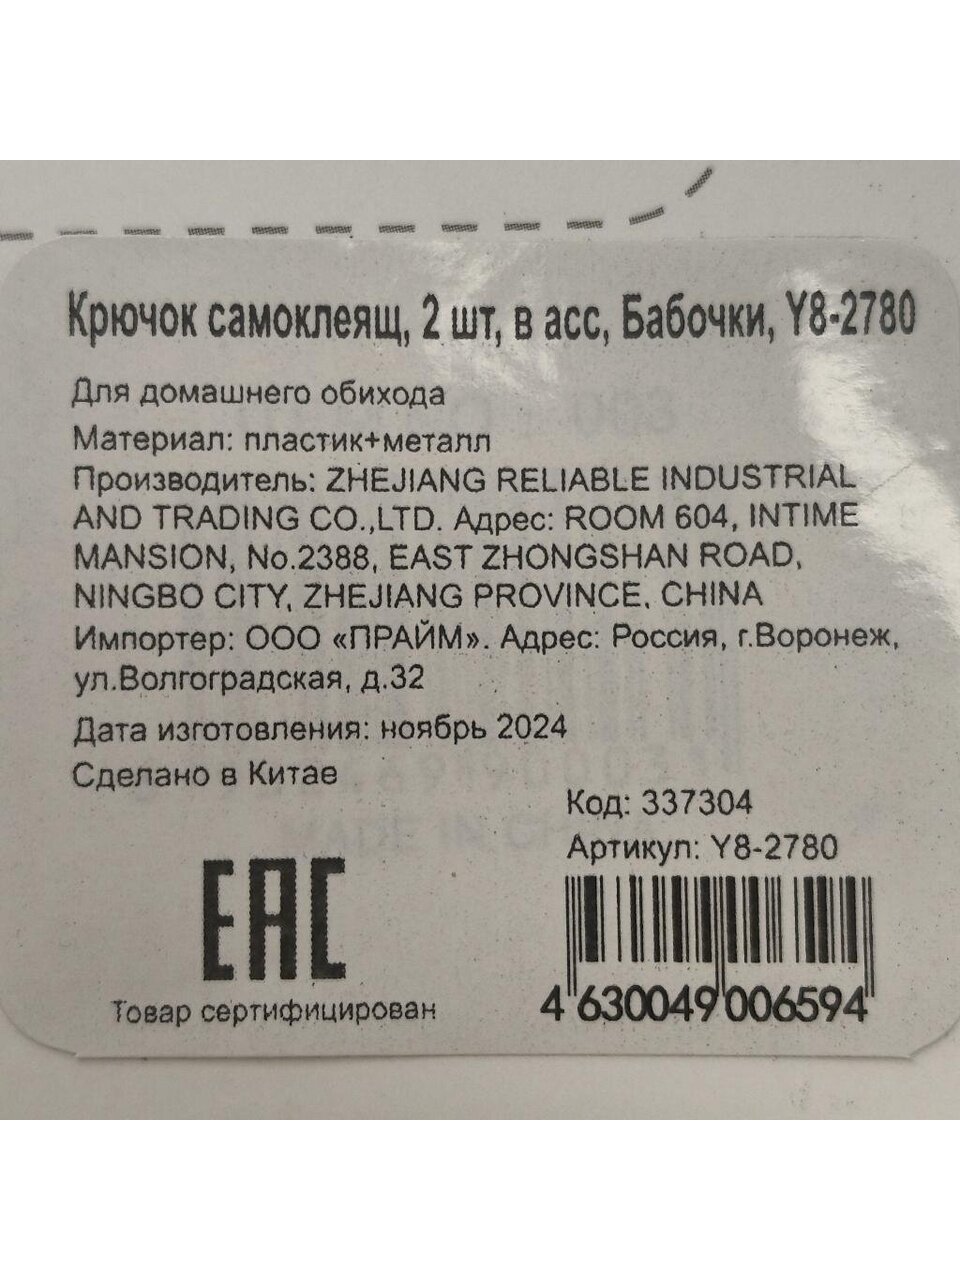 Крючок самоклеящ, 2 шт, в асс, Бабочки, Y8-2780
Для домашнего обихода
Материал: пластик+металл
Производитель: ZHEJIANG RELIABLE INDUSTRIAL
AND TRADING CO.,LTD. Адрес: ROOM 604, INTIME
MANSION, No.2388, EAST ZHONGSHAN ROAD,
NINGBO CITY, ZHEJIANG PROVINCE, CHINA
Импортер: ООО «ПРАЙМ». Адрес: Россия, г.Воронеж,
ул.Волгоградская, д.32
Дата изготовления: ноябрь 2024
Сделано в Китае
Код: 337304
Артикул: Y8-2780
EAC
Товар сертифицирован
4 630049 006594